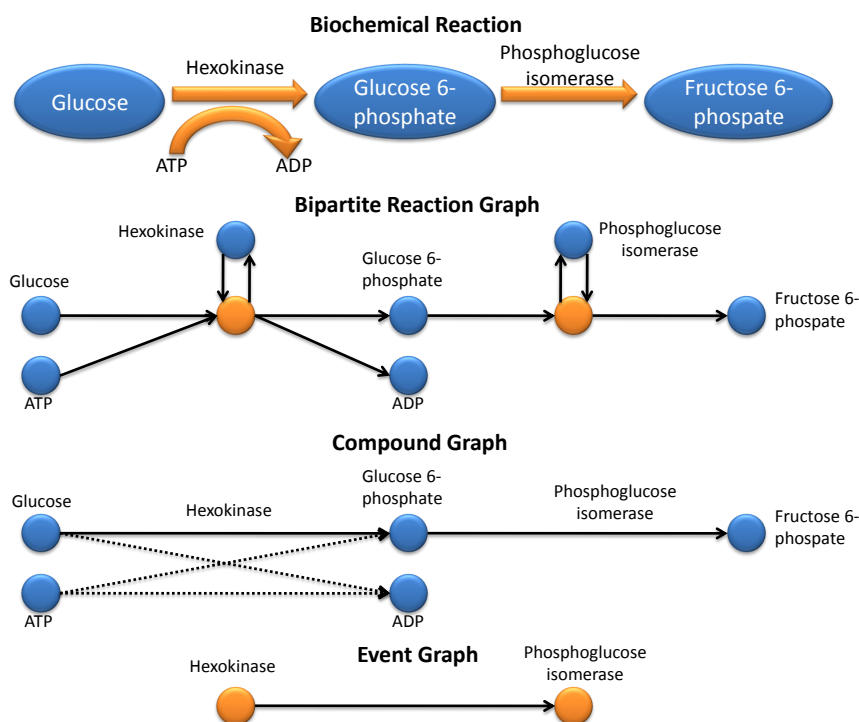 Biochemical Reaction
Hexokinase
Phosphoglucose
isomerase
Glucose
Glucose 6-
phosphate
Fructose 6-
phospate
ATP
ADP
Bipartite Reaction Graph
Hexokinase
Phosphoglucose
isomerase
Glucose
Glucose 6-
phosphate
Fructose 6-
phospate
ATP
ADP
Compound Graph
Glucose
Hexokinase
Glucose 6-
phosphate
Phosphoglucose
isomerase
Fructose 6-
phospate
ATP
ADP
Event Graph
Hexokinase
Phosphoglucose
isomerase